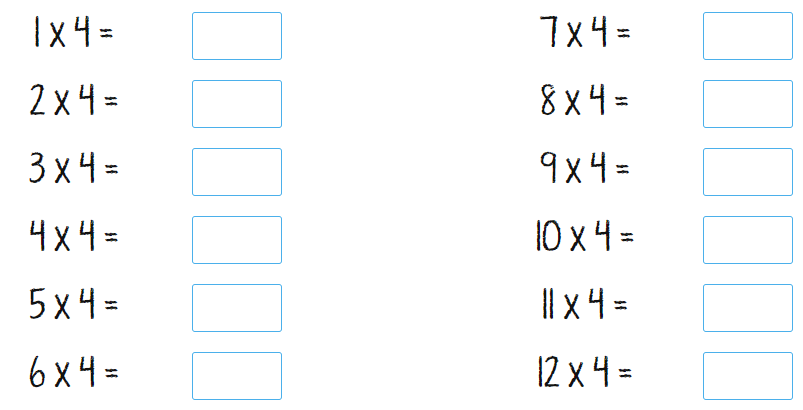 1 x 4 =
2 x 4 =
3 x 4 =
4 x 4 =
5 x 4 =
6 x 4 =
7 x 4 =
8 x 4 =
9 x 4 =
10 x 4 =
11 x 4 =
12 x 4 =